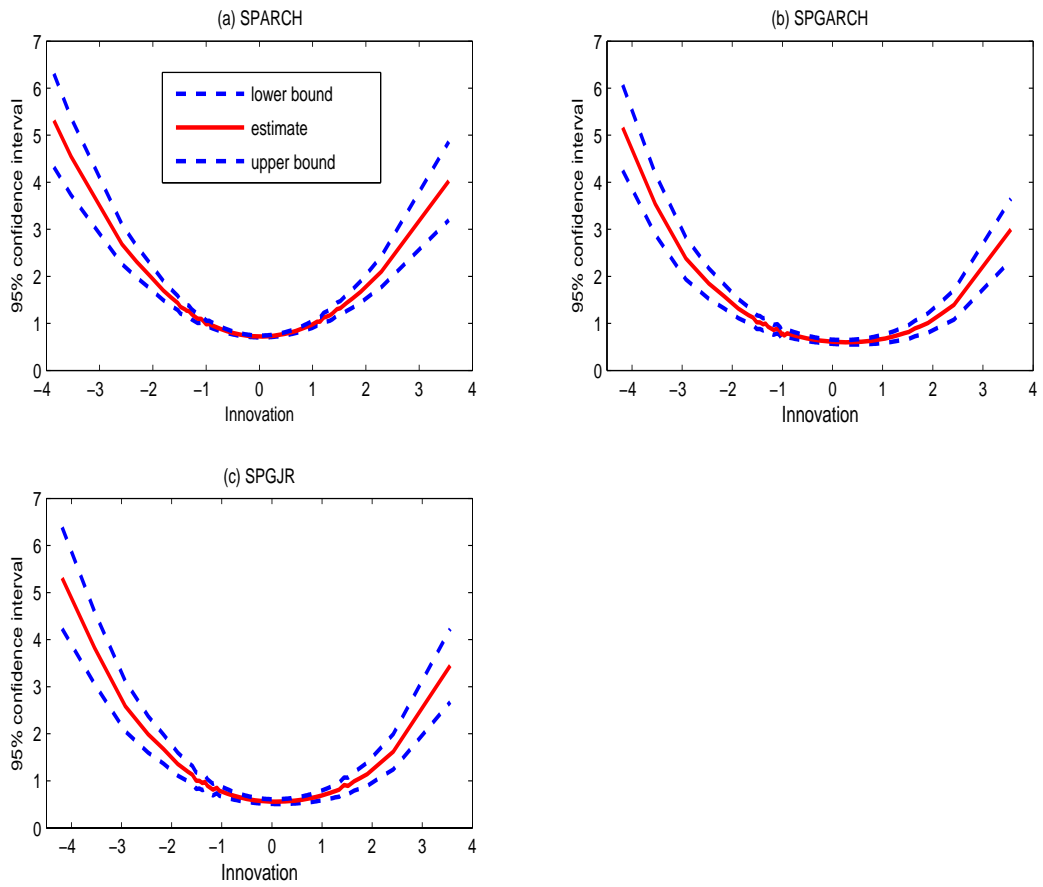 (a) SPARCH
7
6
5
4
3
2
1
0
95% confidence interval
lower bound
estimate
upper bound
−4 −3 −2 −1 0 1 2 3 4
Innovation
(b) SPGARCH
7
6
5
4
3
2
1
0
95% confidence interval
−4 −3 −2 −1 0 1 2 3 4
Innovation
(c) SPGJR
7
6
5
4
3
2
1
0
95% confidence interval
−4 −3 −2 −1 0 1 2 3 4
Innovation